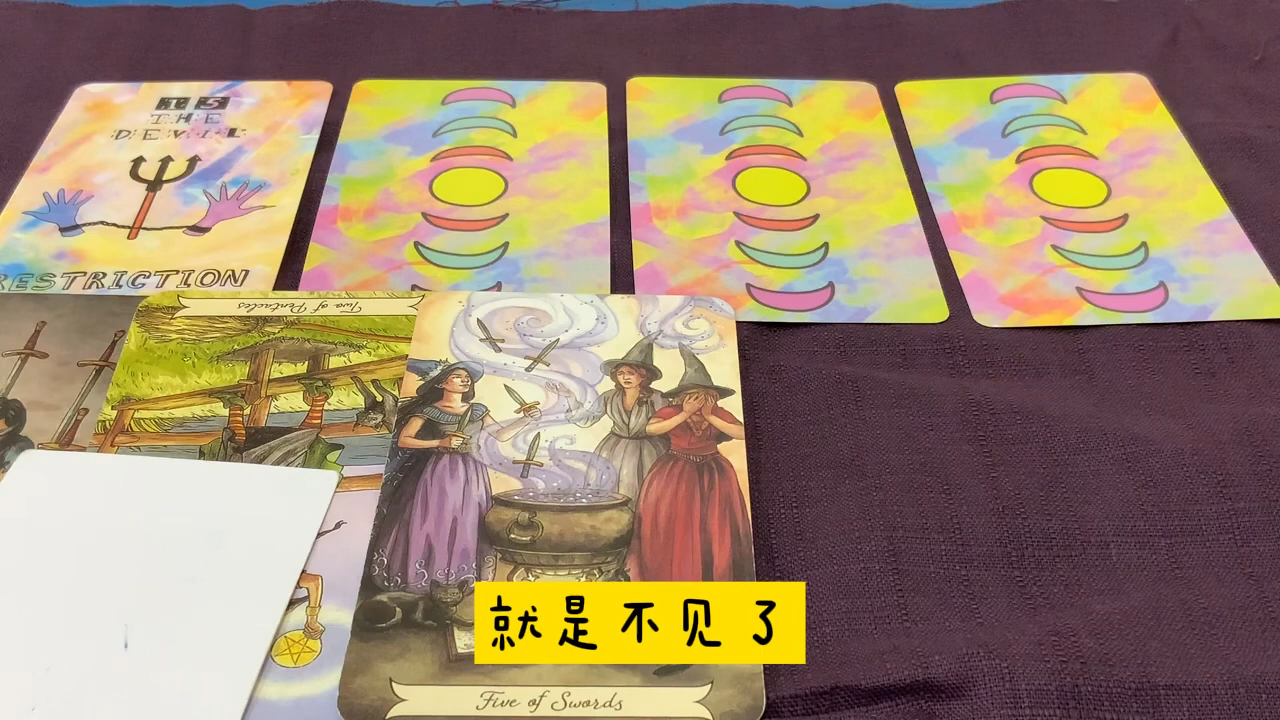 15
THE
DEVIL
RESTRICTION
Two of Pentacles
Five of Swords
就是不见了